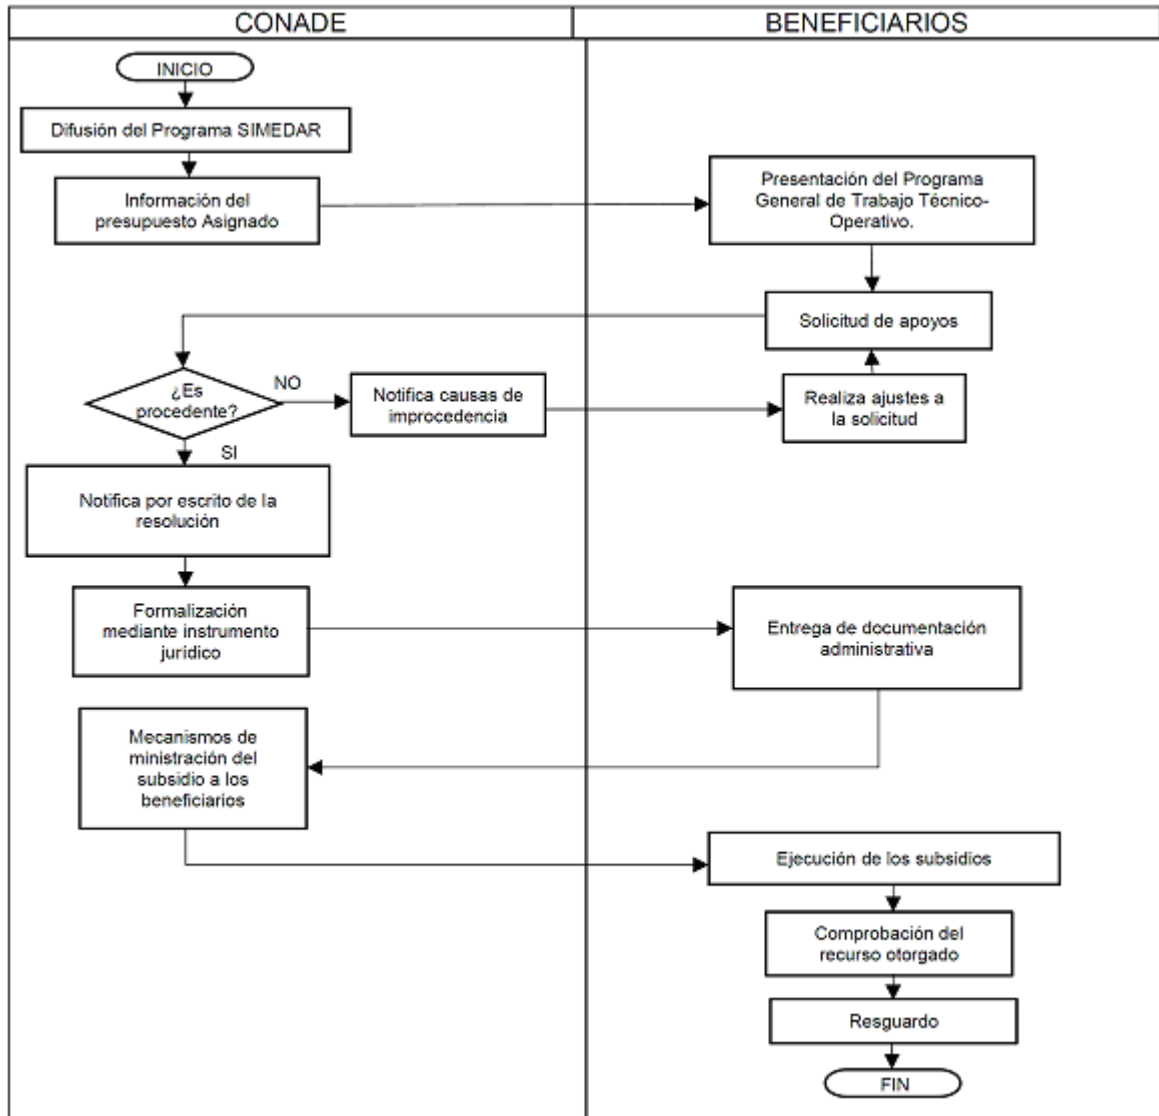 CONADE
BENEFICIARIOS
INICIO
Difusión del Programa SIMEDAR
Información del
presupuesto Asignado
Presentación del Programa
General de Trabajo Técnico-
Operativo.
Solicitud de apoyos
¿Es
procedente?
NO
Notifica causas de
improcedencia
Realiza ajustes a
la solicitud
SI
Notifica por escrito de la
resolución
Formalización
mediante instrumento
jurídico
Entrega de documentación
administrativa
Mecanismos de
ministración del
subsidio a los
beneficiarios
Ejecución de los subsidios
Comprobación del
recurso otorgado
Resguardo
FIN